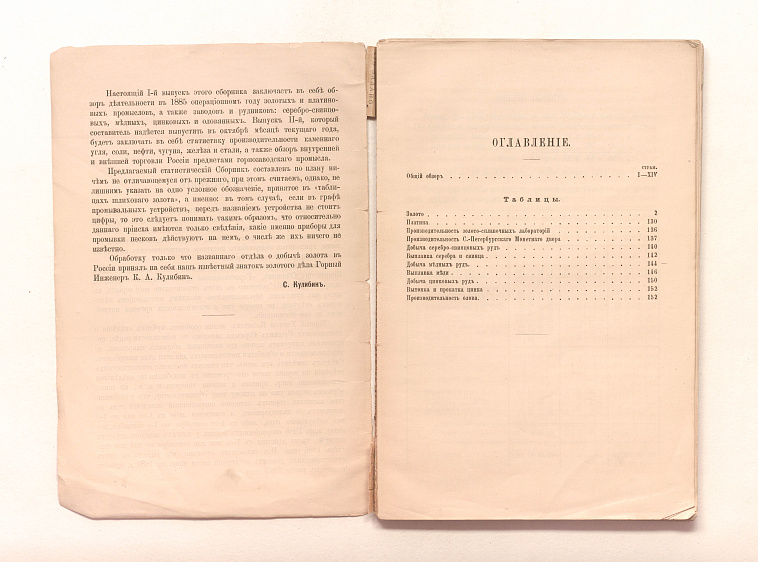 Настоящій I-й выпускъ этого сборника заключаетъ въ себѣ об-
зоръ дѣятельности въ 1885 операціонномъ году золотыхъ и платино-
выхъ промысловъ, а также заводовъ и рудниковъ: серебро-свинцо-
выхъ, мѣдныхъ, цинковыхъ и оловянныхъ. Выпускъ II-й, который
составитель надѣется выпустить въ октябрѣ мѣсяцѣ текущаго года,
будетъ заключать въ себѣ статистику производительности каменнаго
угля, соли, нефти, чугуна, желѣза и стали, а также обзоръ внутренней
и внѣшней торговли Россіи предметами горнозаводскаго промысла.
Предлагаемый статистическій Сборникъ составленъ по плану ни-
чѣмъ не отличающемуся отъ прежняго, при этомъ считаемъ, однако, не
лишнимъ указать на одно условное обозначеніе, принятое въ «табли-
цахъ шлиховаго золота», а именно: въ томъ случаѣ, если въ графѣ
промывальныхъ устройствъ, передъ названіемъ устройства не стоитъ
цифры, то это слѣдуетъ понимать такимъ образомъ, что относительно
даннаго пріиска имѣются только свѣдѣнія, какіе именно приборы для
промывки песковъ дѣйствуютъ на немъ, о числѣ же ихъ ничего не
извѣстно.
Обработку только что названнаго отдѣла о добычѣ золота въ
Россіи принялъ на себя нашъ извѣстный знатокъ золотаго дѣла Горный
Инженеръ К. А. Кулибинъ.
С. Кулибинъ.
ОГЛАВЛЕНІЕ.
СТРАН.
Общій обзоръ . . . . . . . . . . . . . . . . . . . . I—XIV
Таблицы.
Золото . . . . . . . . . . . . . . . . . . . . 2
Платина . . . . . . . . . . . . . . . . . . . . 130
Производительность золото-сплавочныхъ лабораторій . . . . . . . . . . 136
Производительность С.-Петербургскаго Монетнаго двора . . . . . . . . . . 137
Добыча серебро-свинцовыхъ рудъ . . . . . . . . . . . . . . 140
Выплавка серебра и свинца . . . . . . . . . . . . . . . . 142
Добыча мѣдныхъ рудъ . . . . . . . . . . . . . . . . . 144
Выплавка мѣди . . . . . . . . . . . . . . . . . . 146
Добыча цинковыхъ рудъ . . . . . . . . . . . . . . . . 150
Выплавка и прокатка цинка . . . . . . . . . . . . . . . 152
Производительность олова. . . . . . . . . . . . . . . . 152